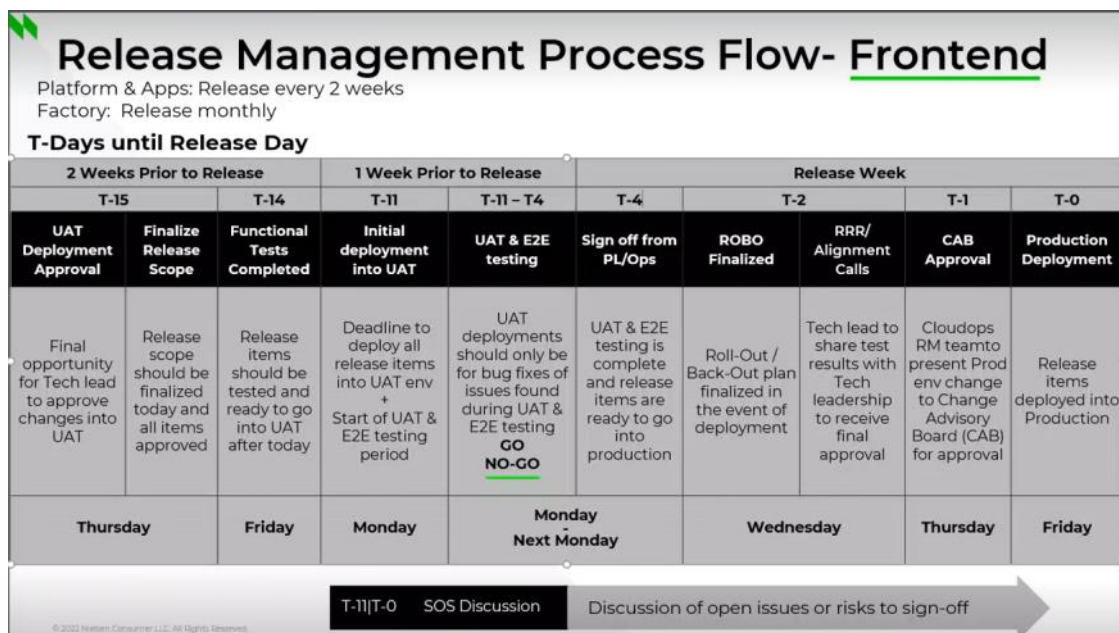 Release Management Process Flow- Frontend
Platform & Apps: Release every 2 weeks
Factory: Release monthly
T-Days until Release Day
2 Weeks Prior to Release
1 Week Prior to Release
Release Week
T-15
T-14
T-11
T-11 – T4
T-4
T-2
T-1
T-0
UAT
Deployment
Approval
Finalize
Release
Scope
Functional
Tests
Completed
Initial
deployment
into UAT
UAT & E2E
testing
Sign off from
PL/Ops
ROBO
Finalized
RRR/
Alignment
Calls
CAB
Approval
Production
Deployment
Final
opportunity
for Tech lead
to approve
changes into
UAT
Release
scope
should be
finalized
today and
all items
approved
Release
items
should be
tested and
ready to go
into UAT
after today
Deadline to
deploy all
release items
into UAT env
+
Start of UAT &
E2E testing
period
UAT
deployments
should only be
for bug fixes of
issues found
during UAT &
E2E testing
GO
NO-GO
UAT & E2E
testing is
complete
and release
items are
ready to go
into
production
Roll-Out /
Back-Out plan
finalized in
the event of
deployment
Tech lead to
share test
results with
Tech
leadership
to receive
final
approval
Cloudops
RM teamto
present Prod
env change
to Change
Advisory
Board (CAB)
for approval
Release
items
deployed into
Production
Thursday
Friday
Monday
Monday
-
Next Monday
Wednesday
Thursday
Friday
T-11|T-0 SOS Discussion
Discussion of open issues or risks to sign-off
© 2022 Nielsen Consumer LLC. All Rights Reserved.